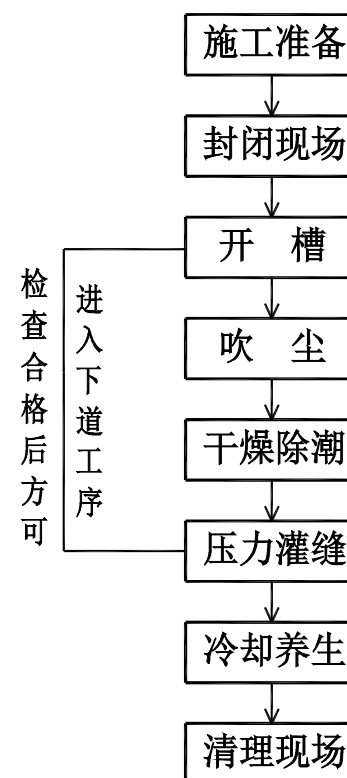 施工准备
封闭现场
开 槽
吹 尘
干燥除潮
压力灌缝
冷却养生
清理现场
检查合格后方可
进入下道工序